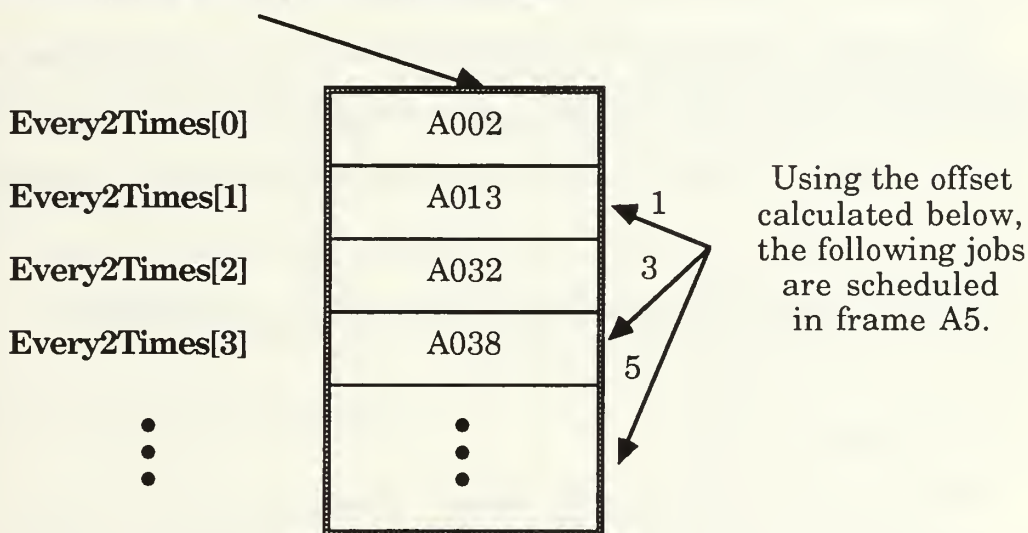 Every2Times[0] A002
Every2Times[1] A013
Every2Times[2] A032
Every2Times[3] A038
1
3
5
Using the offset
calculated below,
the following jobs
are scheduled
in frame A5.